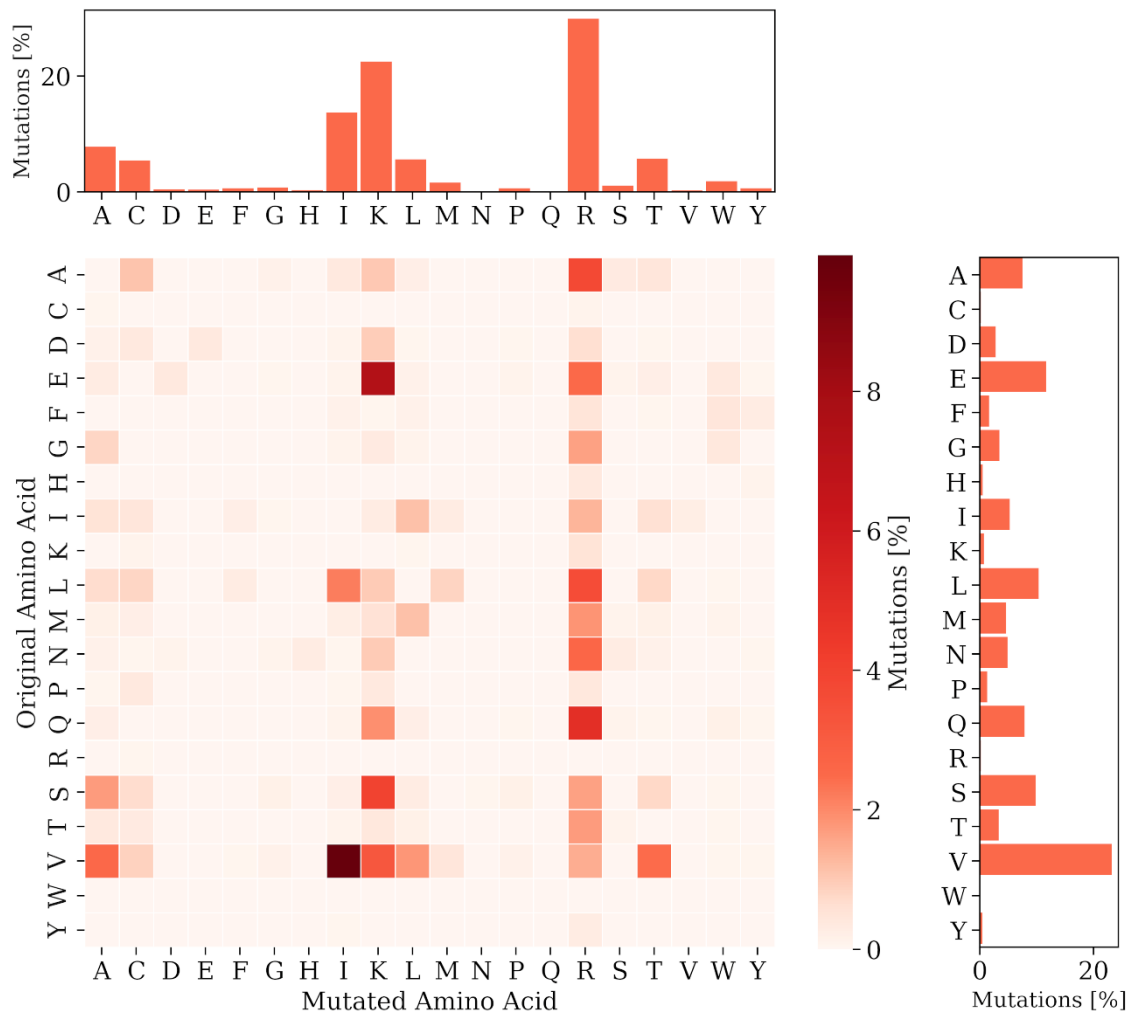 Mutations [%]
20
0
A C D E F G H I K L M N P Q R S T V W Y
Original Amino Acid
A
C
D
E
F
G
H
I
K
L
M
N
P
Q
R
S
T
V
W
Y
A C D E F G H I K L M N P Q R S T V W Y
Mutated Amino Acid
8
6
4
2
0
Mutations [%]
A
C
D
E
F
G
H
I
K
L
M
N
P
Q
R
S
T
V
W
Y
0 20
Mutations [%]